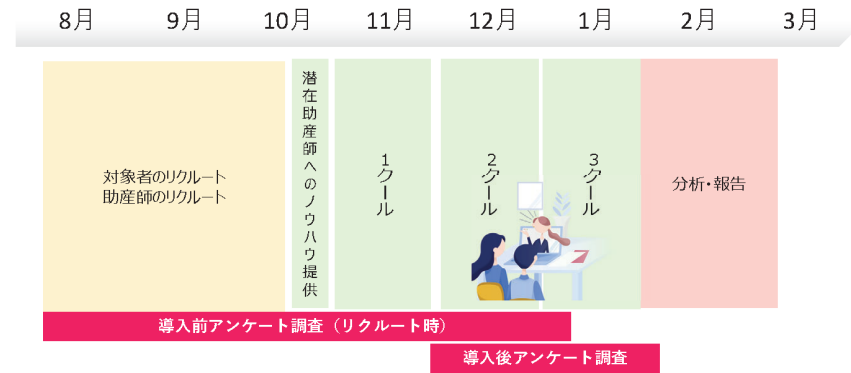 8月 9月 10月 11月 12月 1月 2月 3月
対象者のリクルート
助産師のリクルート
潜在助産師へのノウハウ提供
1クール
2クール
3クール
分析・報告
導入前アンケート調査（リクルート時）
導入後アンケート調査